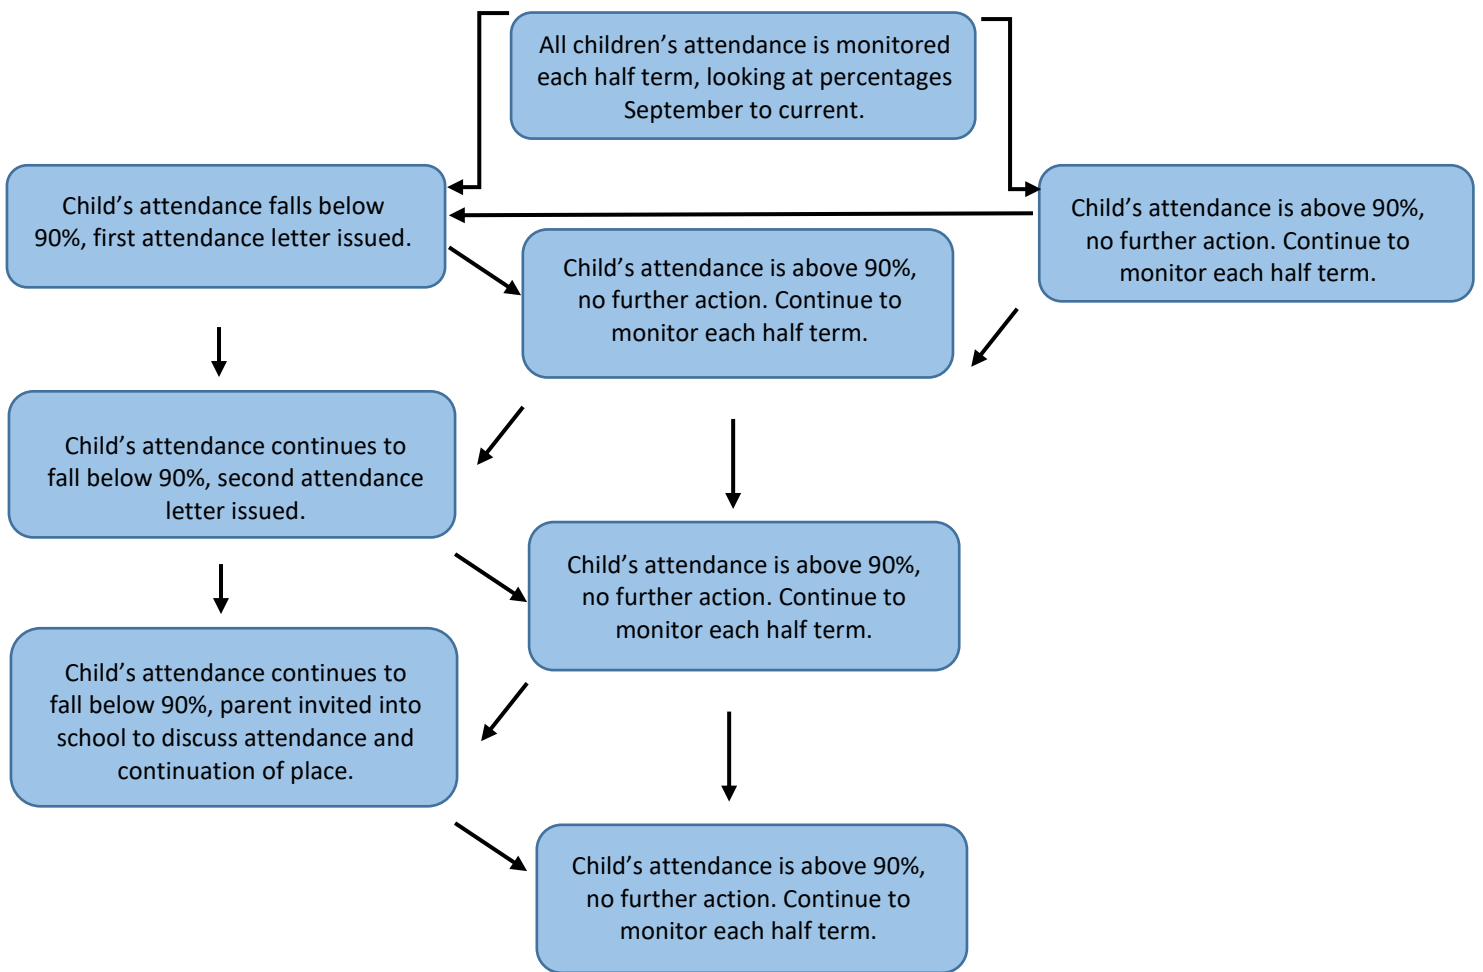 All children’s attendance is monitored
each half term, looking at percentages
September to current.
Child’s attendance falls below
90%, first attendance letter issued.
Child’s attendance is above 90%,
no further action. Continue to
monitor each half term.
Child’s attendance is above 90%,
no further action. Continue to
monitor each half term.
Child’s attendance continues to
fall below 90%, second attendance
letter issued.
Child’s attendance is above 90%,
no further action. Continue to
monitor each half term.
Child’s attendance continues to
fall below 90%, parent invited into
school to discuss attendance and
continuation of place.
Child’s attendance is above 90%,
no further action. Continue to
monitor each half term.